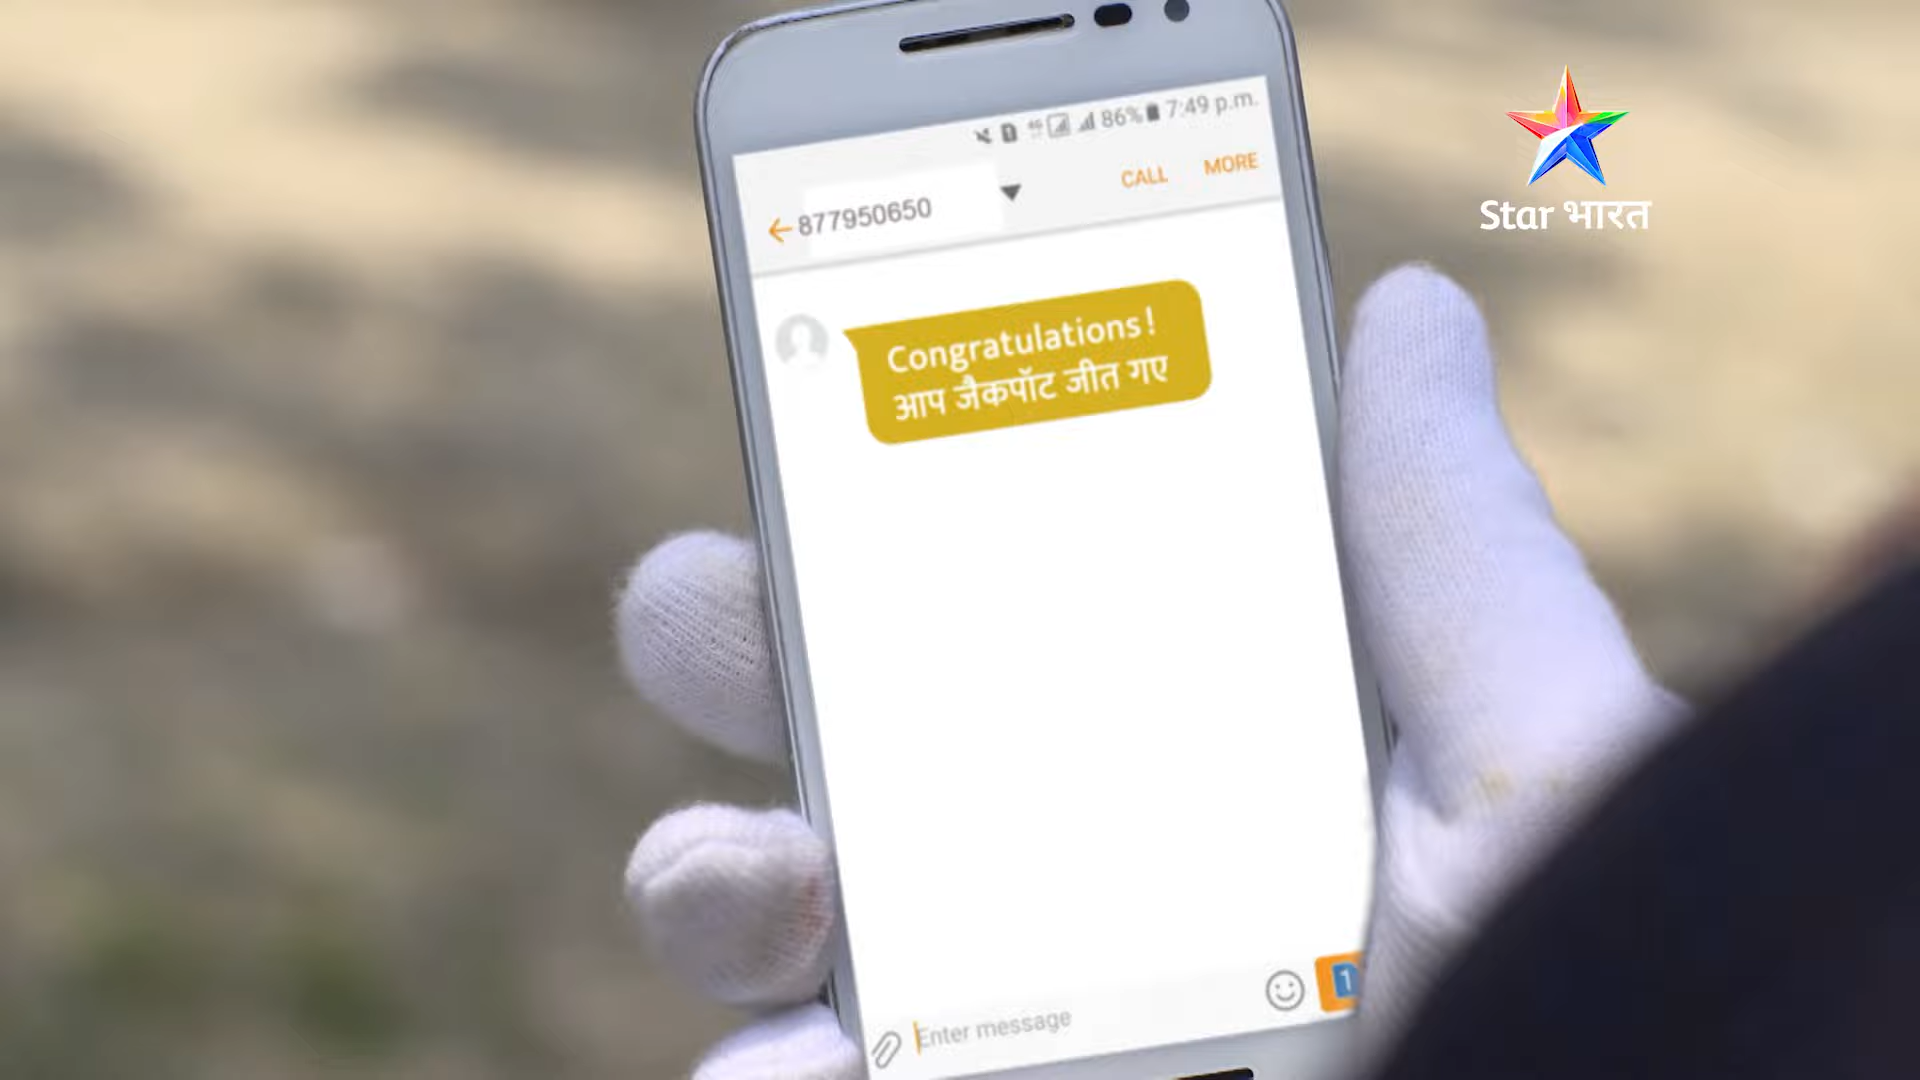 86% 7:49 p.m.
877950650
CALL MORE
Congratulations!
आप जैकपॉट जीत गए
Enter message
1
Star भारत